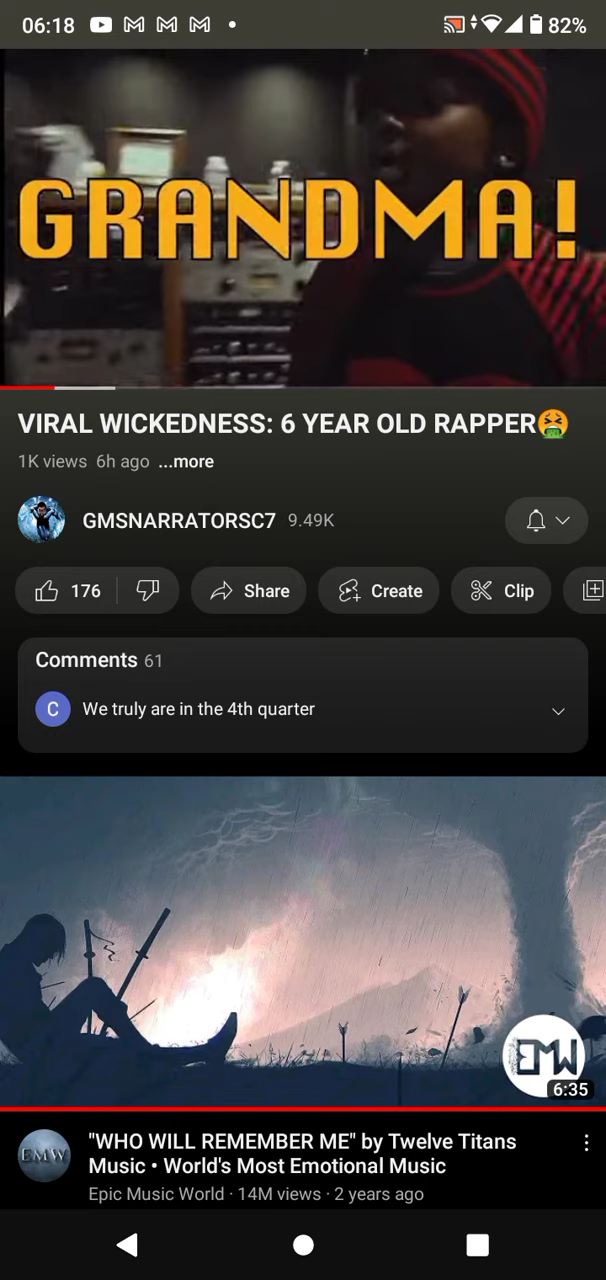 06:18
82%
GRANDMA!
VIRAL WICKEDNESS: 6 YEAR OLD RAPPER🤮
1K views 6h ago ...more
GMSNARRATORSC7 9.49K
176 Share Create Clip
Comments 61
C We truly are in the 4th quarter
EMW
6:35
EMW
"WHO WILL REMEMBER ME" by Twelve Titans
Music • World's Most Emotional Music
Epic Music World · 14M views · 2 years ago